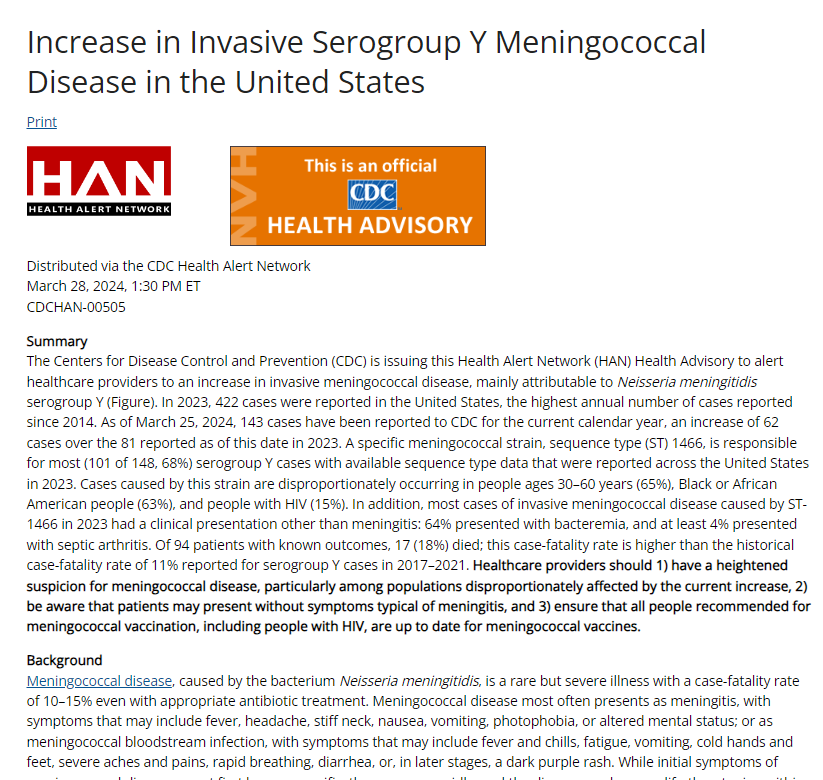 Increase in Invasive Serogroup Y Meningococcal
Disease in the United States
Print
HAN
HEALTH ALERT NETWORK
HAN
This is an official
CDC
HEALTH ADVISORY
Distributed via the CDC Health Alert Network
March 28, 2024, 1:30 PM ET
CDCHAN-00505
Summary
The Centers for Disease Control and Prevention (CDC) is issuing this Health Alert Network (HAN) Health Advisory to alert
healthcare providers to an increase in invasive meningococcal disease, mainly attributable to Neisseria meningitidis
serogroup Y (Figure). In 2023, 422 cases were reported in the United States, the highest annual number of cases reported
since 2014. As of March 25, 2024, 143 cases have been reported to CDC for the current calendar year, an increase of 62
cases over the 81 reported as of this date in 2023. A specific meningococcal strain, sequence type (ST) 1466, is responsible
for most (101 of 148, 68%) serogroup Y cases with available sequence type data that were reported across the United States
in 2023. Cases caused by this strain are disproportionately occurring in people ages 30–60 years (65%), Black or African
American people (63%), and people with HIV (15%). In addition, most cases of invasive meningococcal disease caused by ST-
1466 in 2023 had a clinical presentation other than meningitis: 64% presented with bacteremia, and at least 4% presented
with septic arthritis. Of 94 patients with known outcomes, 17 (18%) died; this case-fatality rate is higher than the historical
case-fatality rate of 11% reported for serogroup Y cases in 2017–2021. Healthcare providers should 1) have a heightened
suspicion for meningococcal disease, particularly among populations disproportionately affected by the current increase, 2)
be aware that patients may present without symptoms typical of meningitis, and 3) ensure that all people recommended for
meningococcal vaccination, including people with HIV, are up to date for meningococcal vaccines.
Background
Meningococcal disease, caused by the bacterium Neisseria meningitidis, is a rare but severe illness with a case-fatality rate
of 10–15% even with appropriate antibiotic treatment. Meningococcal disease most often presents as meningitis, with
symptoms that may include fever, headache, stiff neck, nausea, vomiting, photophobia, or altered mental status; or as
meningococcal bloodstream infection, with symptoms that may include fever and chills, fatigue, vomiting, cold hands and
feet, severe aches and pains, rapid breathing, diarrhea, or, in later stages, a dark purple rash. While initial symptoms of